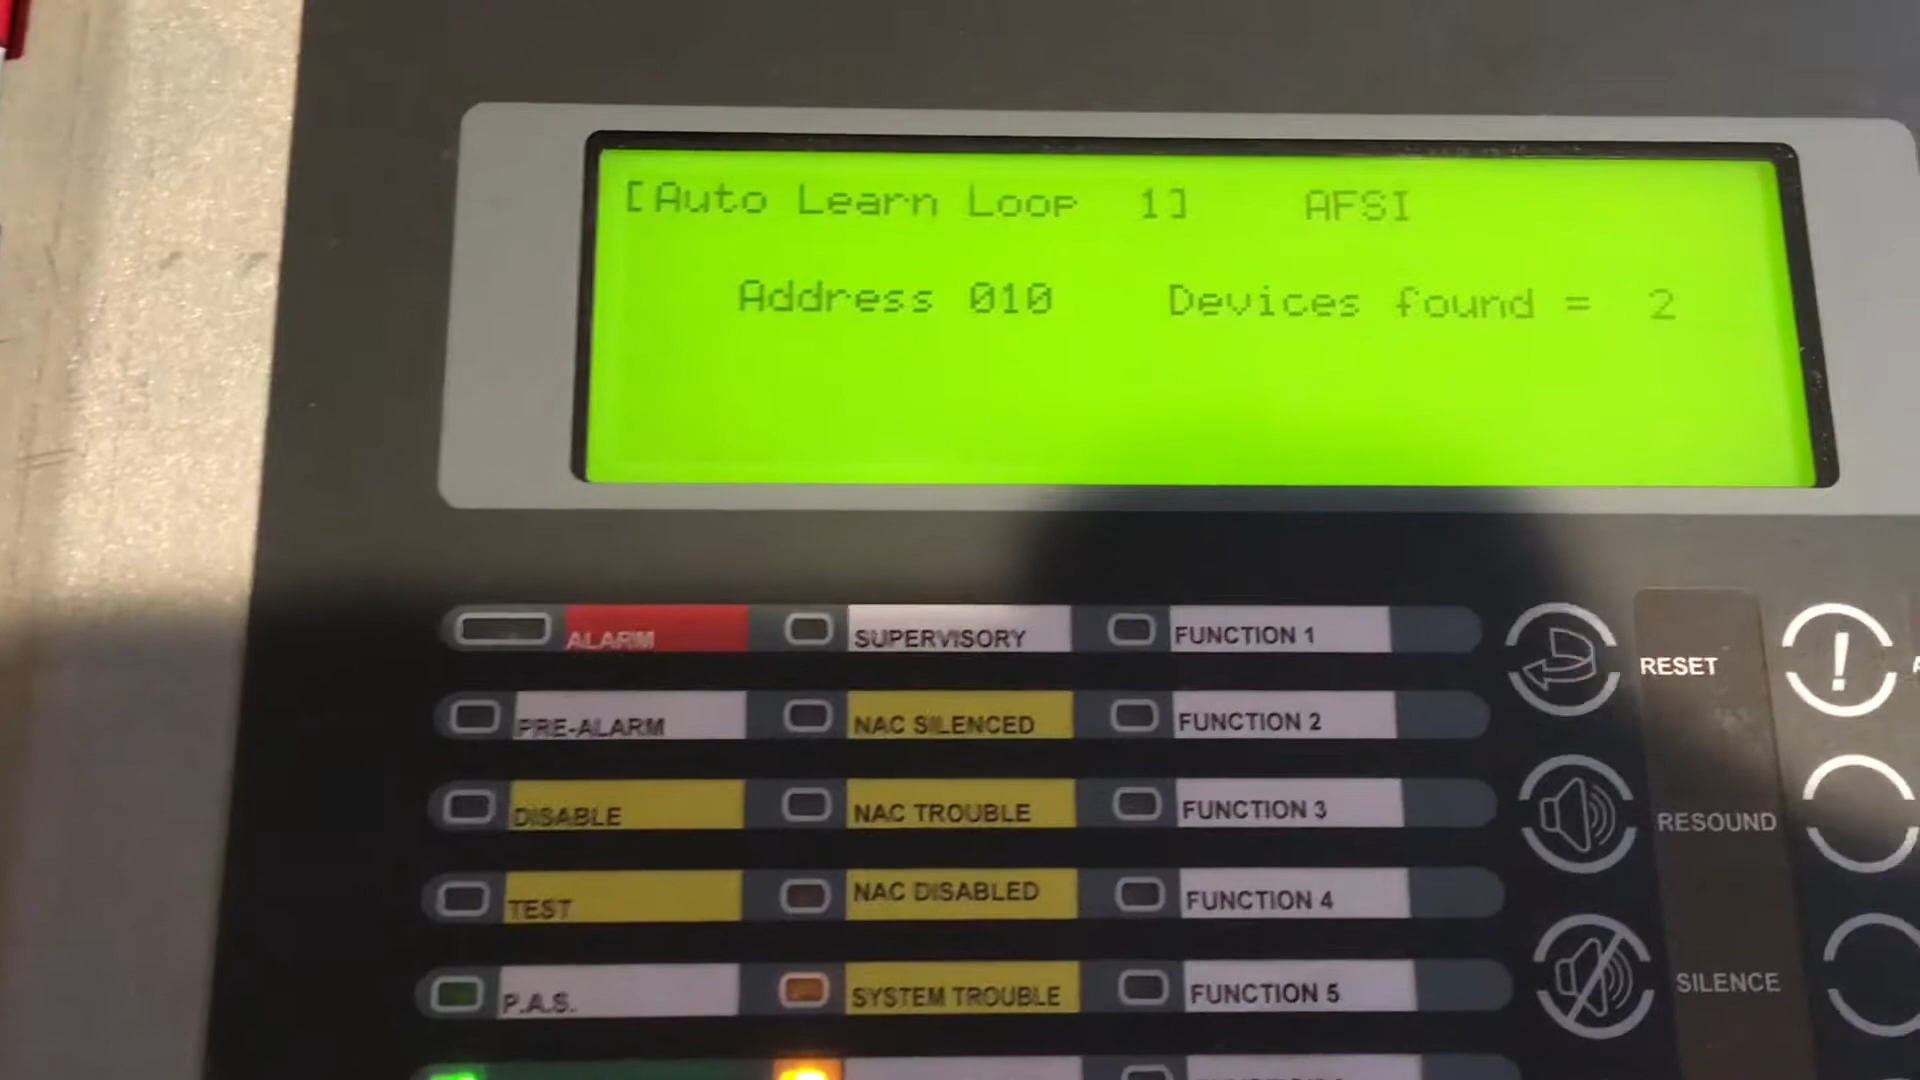 [Auto Learn Loop 1] AFSI
Address 010 Devices found = 2
ALARM SUPERVISORY FUNCTION 1
RESET
PRE-ALARM NAC SILENCED FUNCTION 2
DISABLE NAC TROUBLE FUNCTION 3
RESOUND
TEST NAC DISABLED FUNCTION 4
P.A.S. SYSTEM TROUBLE FUNCTION 5
SILENCE